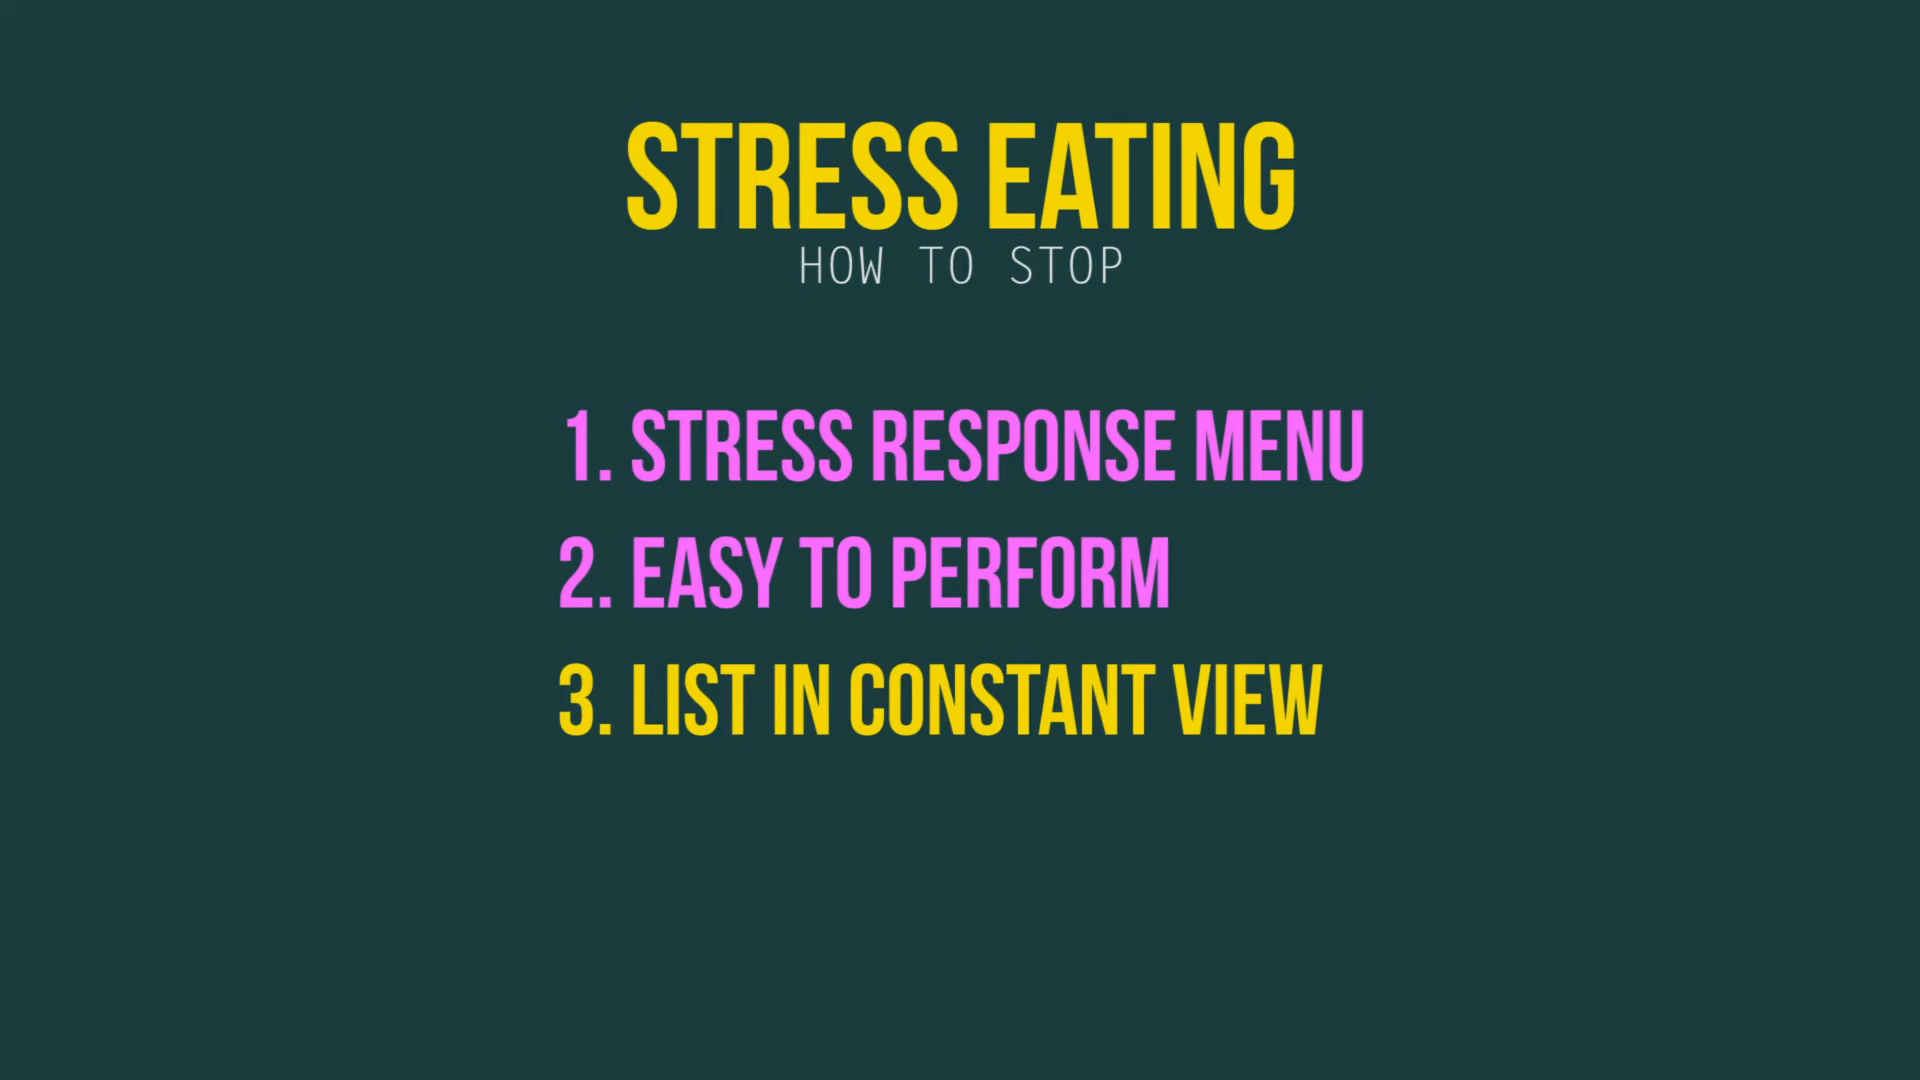 STRESS EATING
HOW TO STOP
1. STRESS RESPONSE MENU
2. EASY TO PERFORM
3. LIST IN CONSTANT VIEW